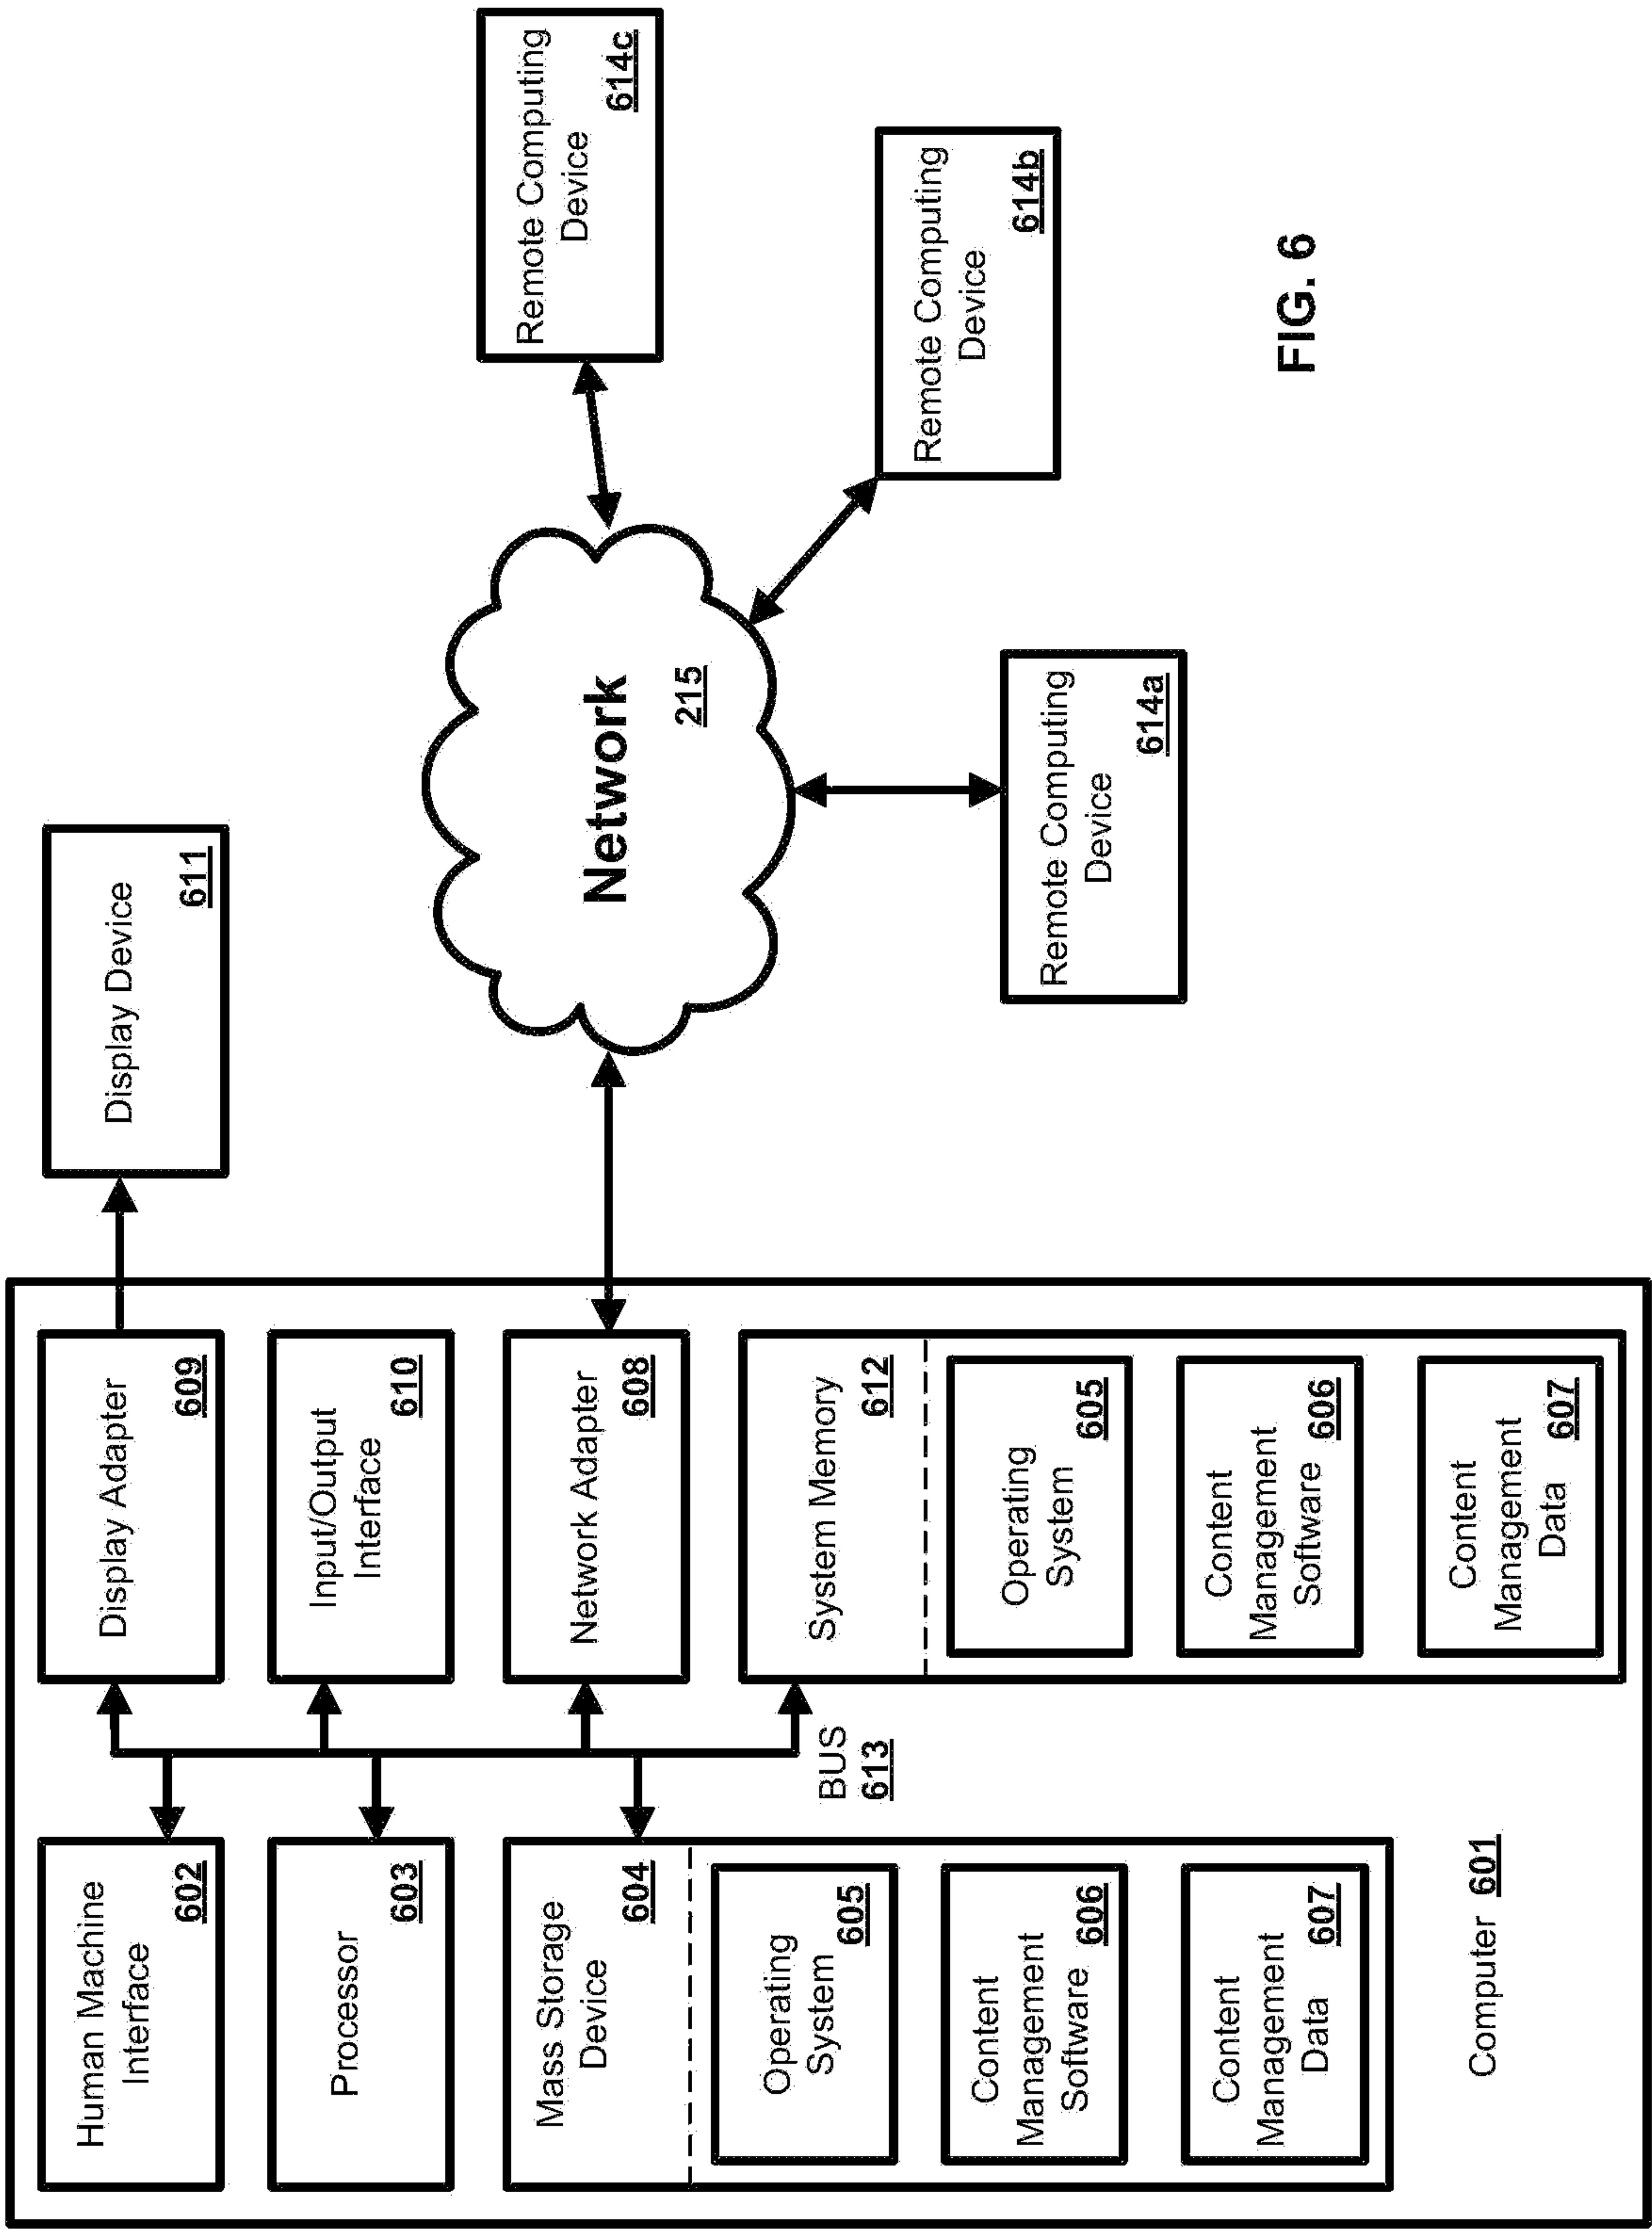 Human Machine
Interface
602
Processor
603
Mass Storage
Device
604
Operating
System
605
Content
Management
Software
606
Content
Management
Data
607
Computer 601
BUS
613
Display Adapter
609
Input/Output
Interface
610
Network Adapter
608
System Memory
612
Operating
System
605
Content
Management
Software
606
Content
Management
Data
607
Display Device
611
Network
215
Remote Computing
Device
614a
Remote Computing
Device
614b
Remote Computing
Device
614c
FIG. 6